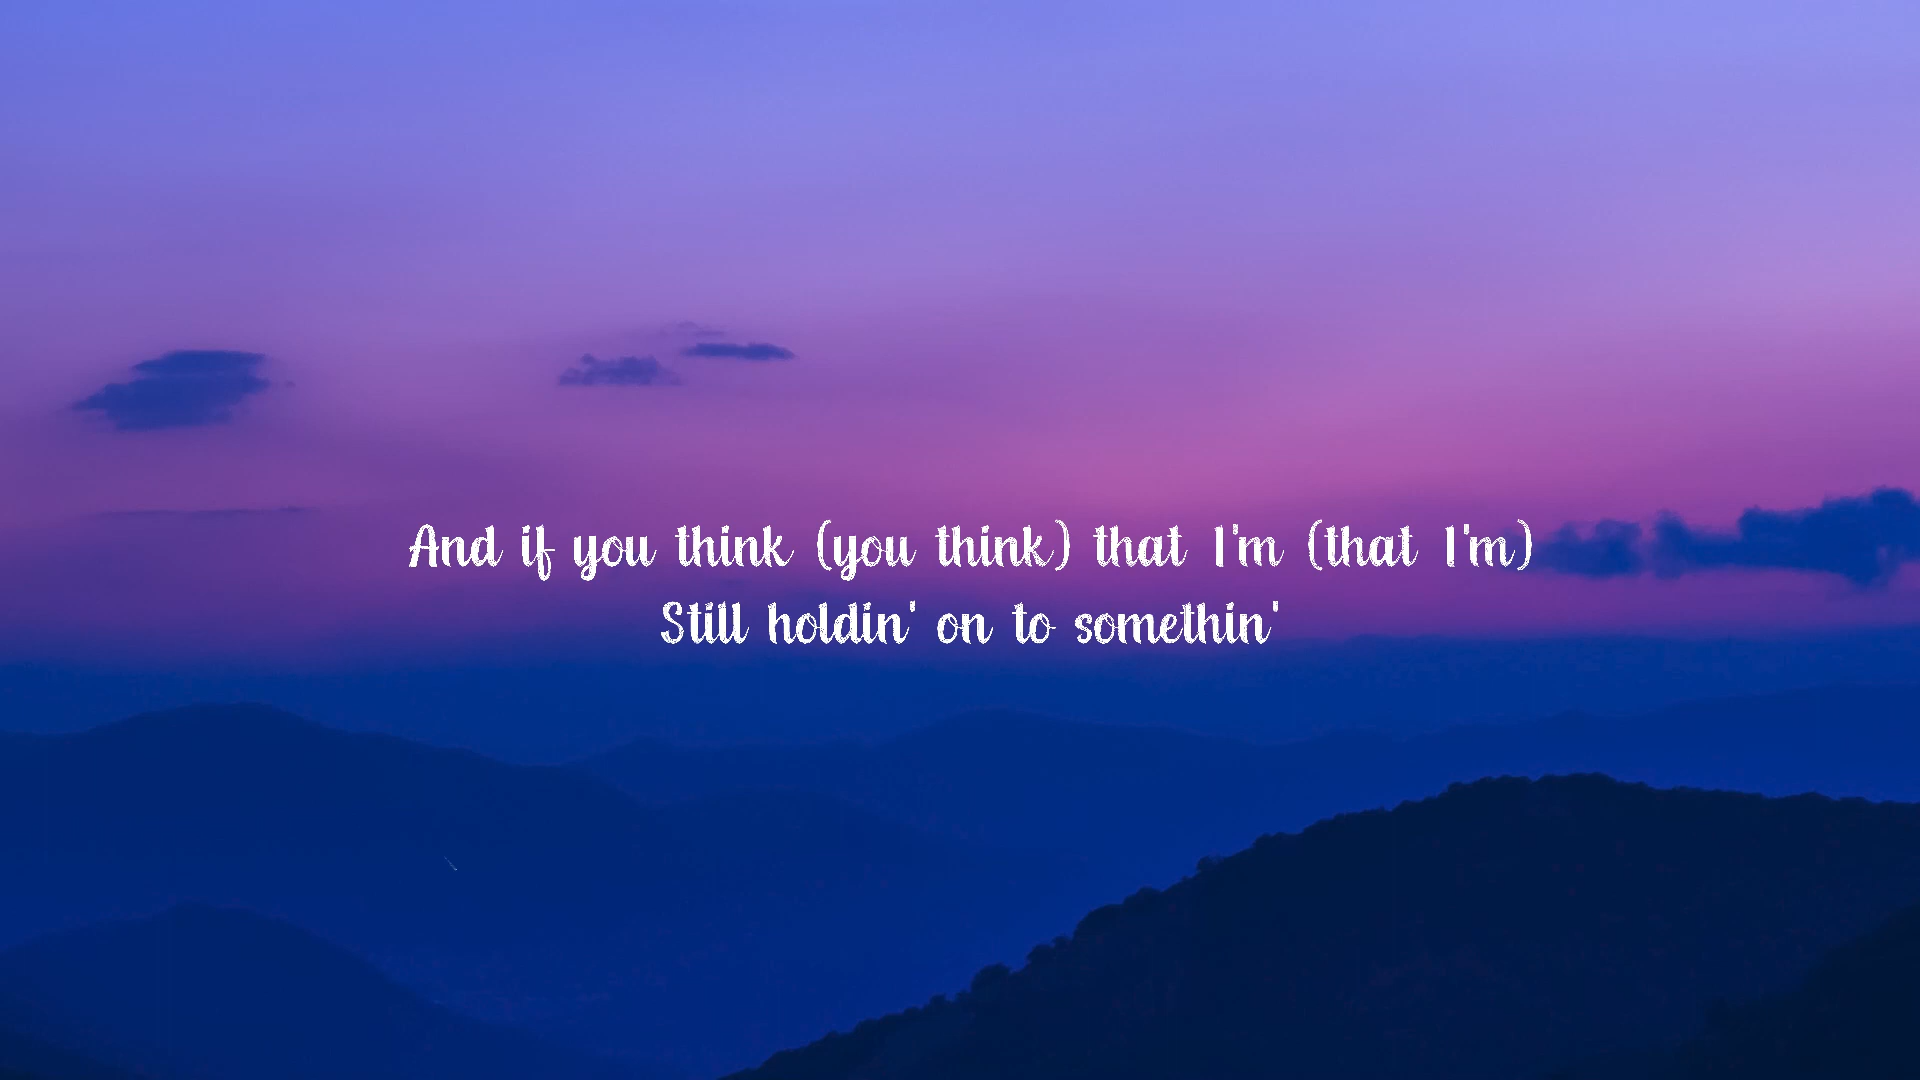 And if you think (you think) that I'm (that I'm)
Still holdin' on to somethin'